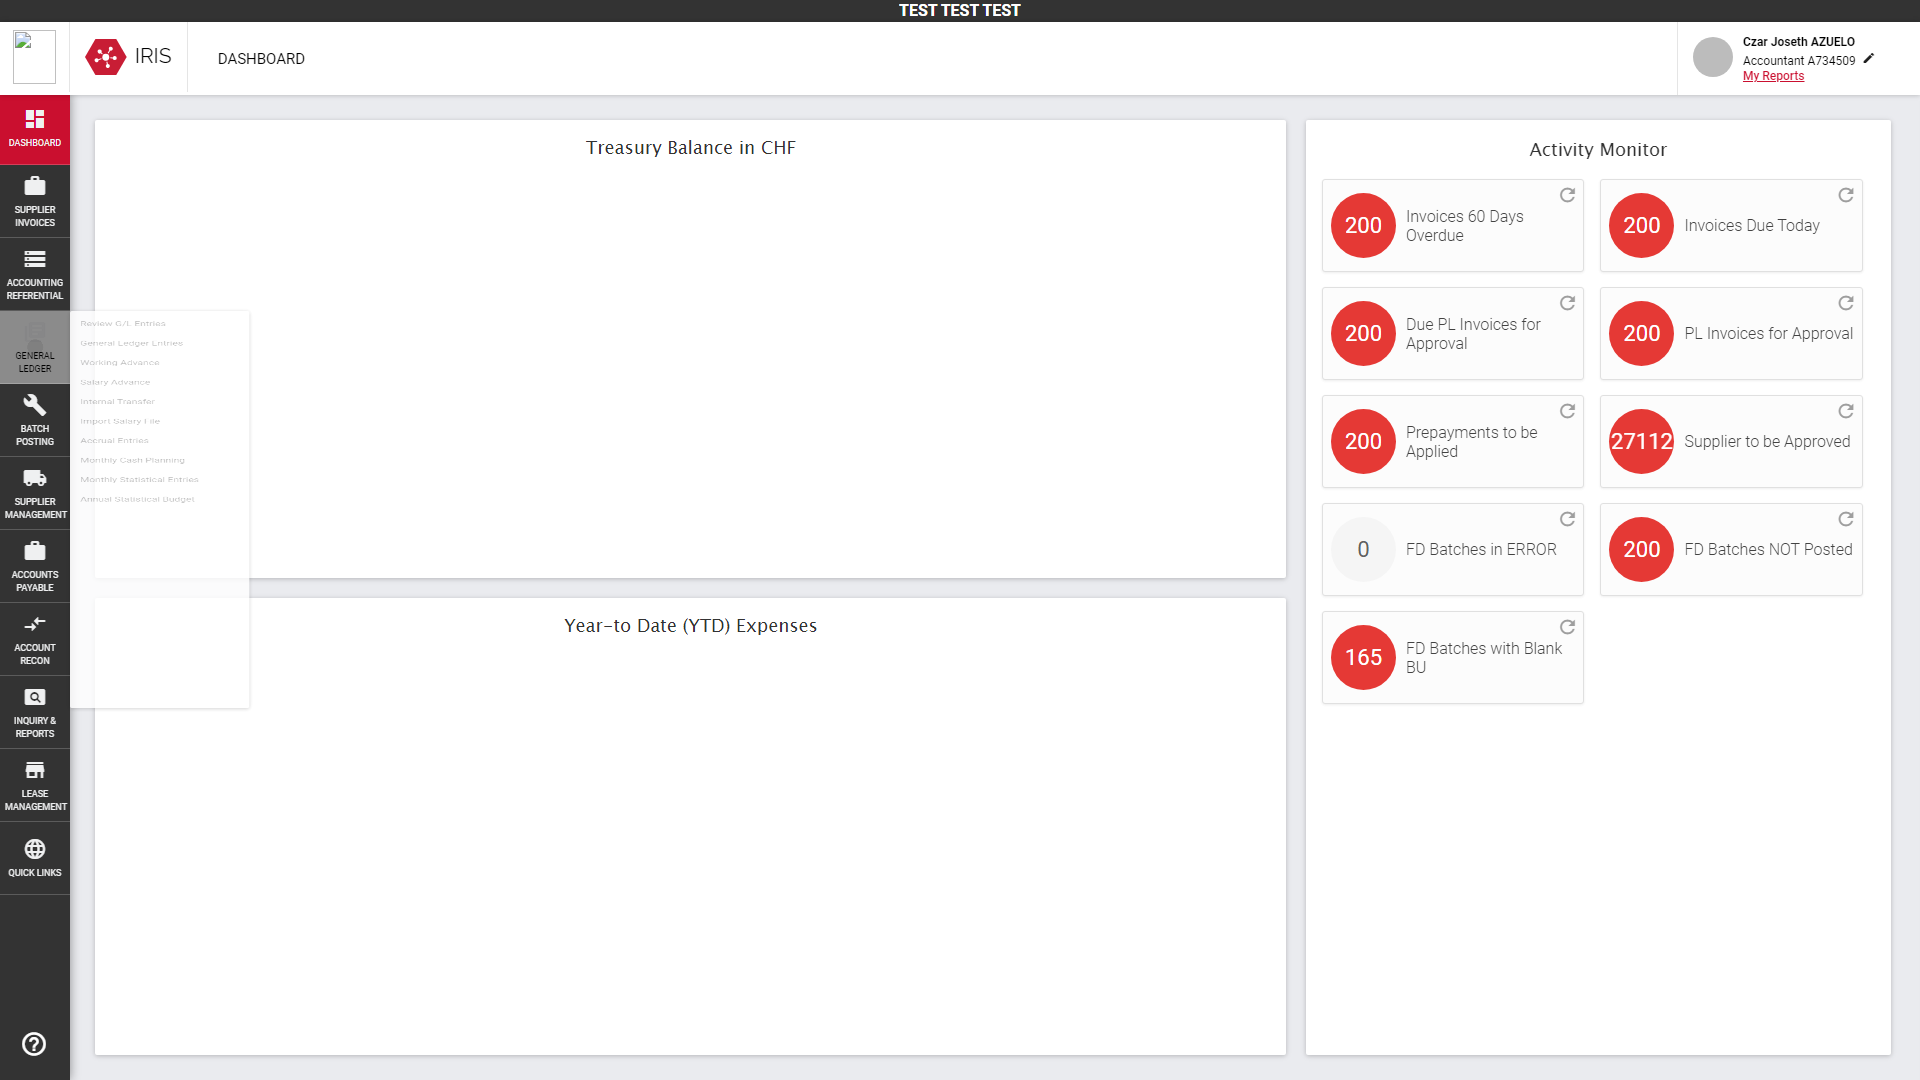 TEST TEST TEST
IRIS
DASHBOARD
Czar Joseth AZUELO
Accountant A734509
My Reports
DASHBOARD
SUPPLIER
INVOICES
ACCOUNTING
REFERENTIAL
GENERAL
LEDGER
BATCH
POSTING
SUPPLIER
MANAGEMENT
ACCOUNTS
PAYABLE
ACCOUNT
RECON
INQUIRY &
REPORTS
LEASE
MANAGEMENT
QUICK LINKS
Review G/L Entries
General Ledger Entries
Working Advance
Salary Advance
Internal Transfer
Import Salary File
Accrual Entries
Monthly Cash Planning
Monthly Statistical Entries
Annual Statistical Budget
Treasury Balance in CHF
Year-to Date (YTD) Expenses
Activity Monitor
200
Invoices 60 Days
Overdue
200
Invoices Due Today
200
Due PL Invoices for
Approval
200
PL Invoices for Approval
200
Prepayments to be
Applied
27112
Supplier to be Approved
0
FD Batches in ERROR
200
FD Batches NOT Posted
165
FD Batches with Blank
BU